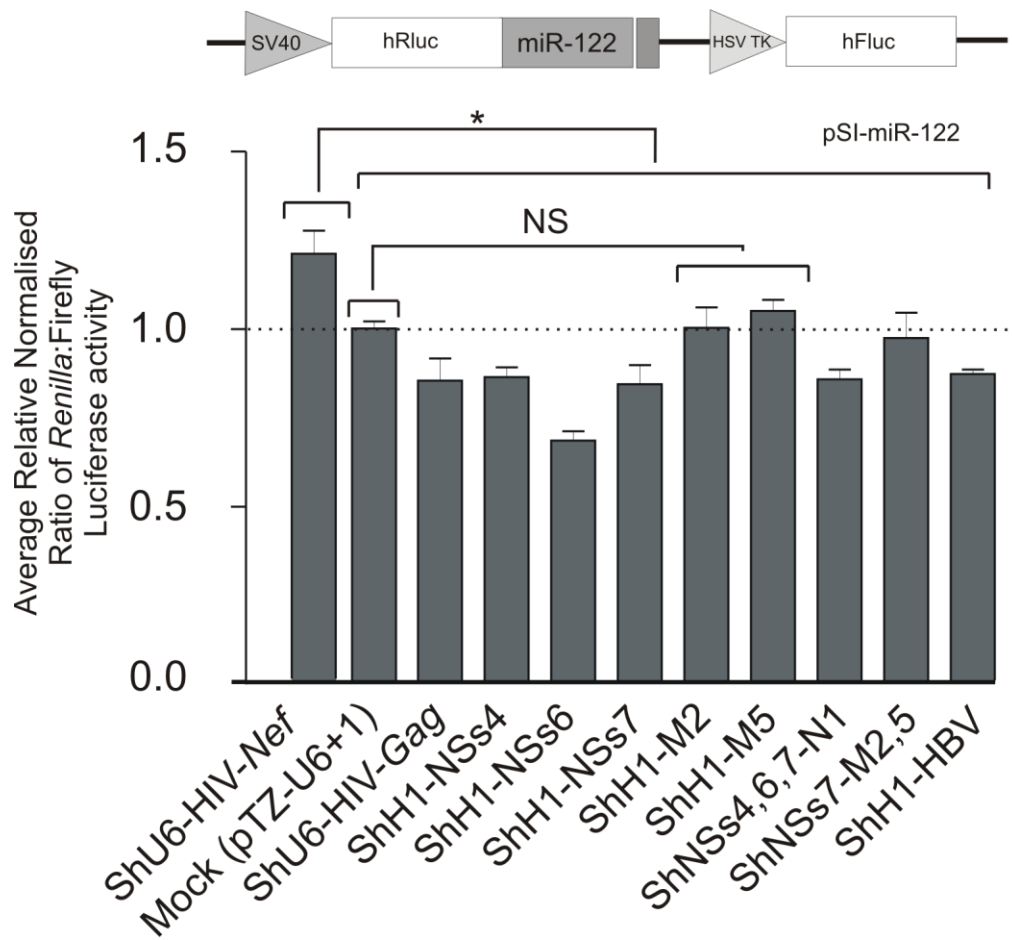 SV40
hRluc
miR-122
HSV TK
hFluc
*
pSI-miR-122
NS
1.5
1.0
0.5
0.0
Average Relative Normalised
Ratio of Renilla:Firefly
Luciferase activity
ShU6-HIV-Nef
Mock (pTZ-U6+1)
ShU6-HIV-Gag
ShH1-NSs4
ShH1-NSs6
ShH1-NSs7
ShH1-M2
ShH1-M5
ShNSs4,6,7-N1
ShNSs7-M2,5
ShH1-HBV